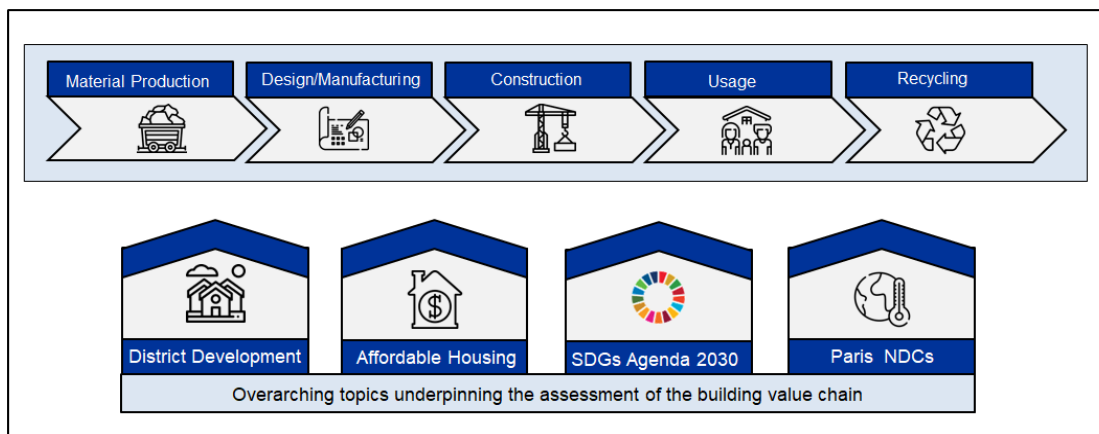 Material Production
Design/Manufacturing
Construction
Usage
Recycling
$
District Development
Affordable Housing
SDGs Agenda 2030
Paris NDCs
Overarching topics underpinning the assessment of the building value chain